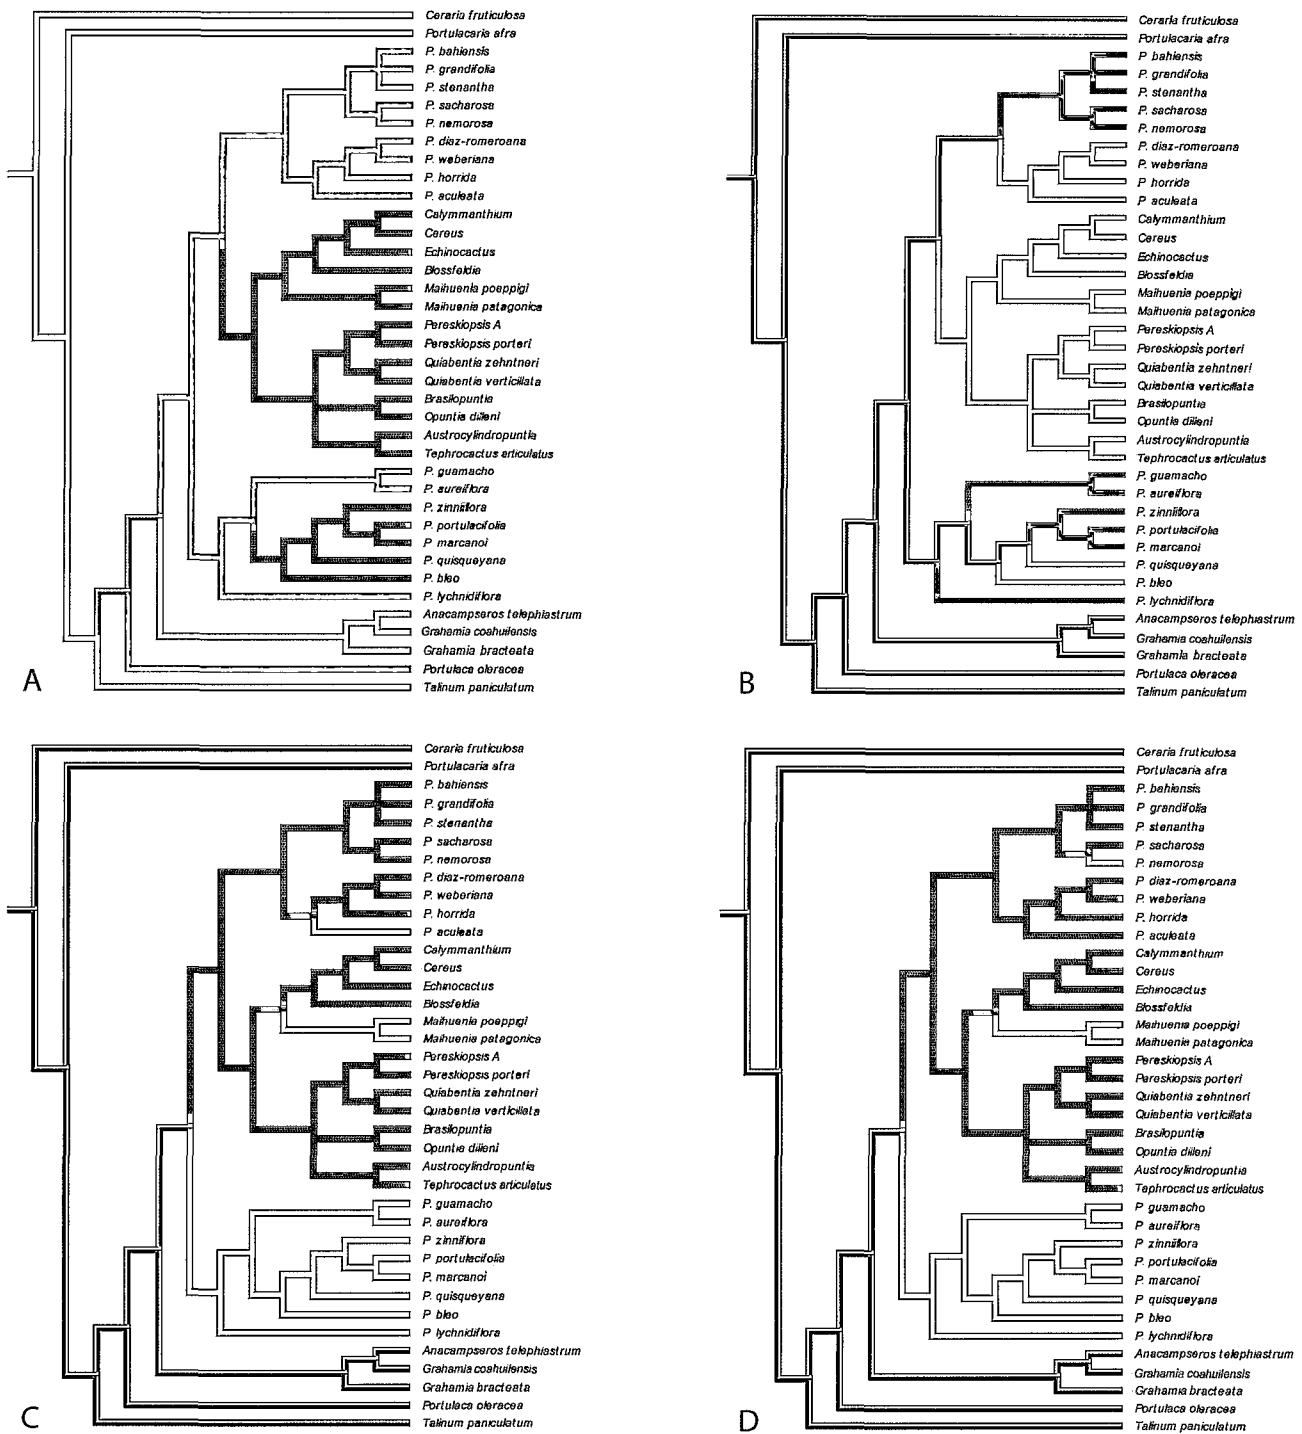 Ceraria fruticulosa
Portulacaria afra
P. bahiensis
P. grandifolia
P. stenantha
P. sacharosa
P. nemorosa
P. diaz-romeroana
P. weberiana
P. horrida
P. aculeata
Calymmanthium
Cereus
Echinocactus
Blossfeldia
Maihuenia poeppigi
Maihuenia patagonica
Pereskiopsis A
Pereskiopsis porteri
Quiabentia zehntneri
Quiabentia verticillata
Brasilopuntia
Opuntia dilleni
Austrocylindropuntia
Tephrocactus articulatus
P. guamacho
P. aureiflora
P. zinniiflora
P. portulacifolia
P. marcanoi
P. quisqueyana
P. bleo
P. lychnidiflora
Anacampseros telephiastrum
Grahamia coahuilensis
Grahamia bracteata
Portulaca oleracea
Talinum paniculatum
A
Ceraria fruticulosa
Portulacaria afra
P bahiensis
P. grandifolia
P. stenantha
P. sacharosa
P. nemorosa
P. diaz-romeroana
P. weberiana
P horrida
P aculeata
Calymmanthium
Cereus
Echinocactus
Blossfeldia
Maihuenia poeppigi
Maihuenia patagonica
Pereskiopsis A
Pereskiopsis porteri
Quiabentia zehntneri
Quiabentia verticillata
Brasilopuntia
Opuntia dilleni
Austrocylindropuntia
Tephrocactus articulatus
P. guamacho
P. aureiflora
P. zinniiflora
P. portulacifolia
P. marcanoi
P. quisqueyana
P. bleo
P. lychnidiflora
Anacampseros telephiastrum
Grahamia coahuilensis
Grahamia bracteata
Portulaca oleracea
Talinum paniculatum
B
Ceraria fruticulosa
Portulacaria afra
P. bahiensis
P. grandifolia
P. stenantha
P sacharosa
P. nemorosa
P. diaz-romeroana
P. weberiana
P. horrida
P aculeata
Calymmanthium
Cereus
Echinocactus
Blossfeldia
Maihuenia poeppigi
Maihuenia patagonica
Pereskiopsis A
Pereskiopsis porteri
Quiabentia zehntneri
Quiabentia verticillata
Brasilopuntia
Opuntia dilleni
Austrocylindropuntia
Tephrocactus articulatus
P. guamacho
P. aureiflora
P zinniflora
P. portulacifolia
P. marcanoi
P. quisqueyana
P bleo
P lychnidiflora
Anacampseros telephiastrum
Grahamia coahuilensis
Grahamia bracteata
Portulaca oleracea
Talinum paniculatum
C
Ceraria fruticulosa
Portulacaria afra
P. bahiensis
P grandifolia
P. stenantha
P. sacharosa
P. nemorosa
P diaz-romeroana
P. weberiana
P. horrida
P. aculeata
Calymmanthium
Cereus
Echinocactus
Blossfeldia
Maihuenia poeppigi
Maihuenia patagonica
Pereskiopsis A
Pereskiopsis porteri
Quiabentia zehntneri
Quiabentia verticillata
Brasilopuntia
Opuntia dilleni
Austrocylindropuntia
Tephrocactus articulatus
P guamacho
P aureiflora
P zinniiflora
P. portulacifolia
P. marcanoi
P quisqueyana
P bleo
P lychnidiflora
Anacampseros telephiastrum
Grahamia coahuilensis
Grahamia bracteata
Portulaca oleracea
Talinum paniculatum
D